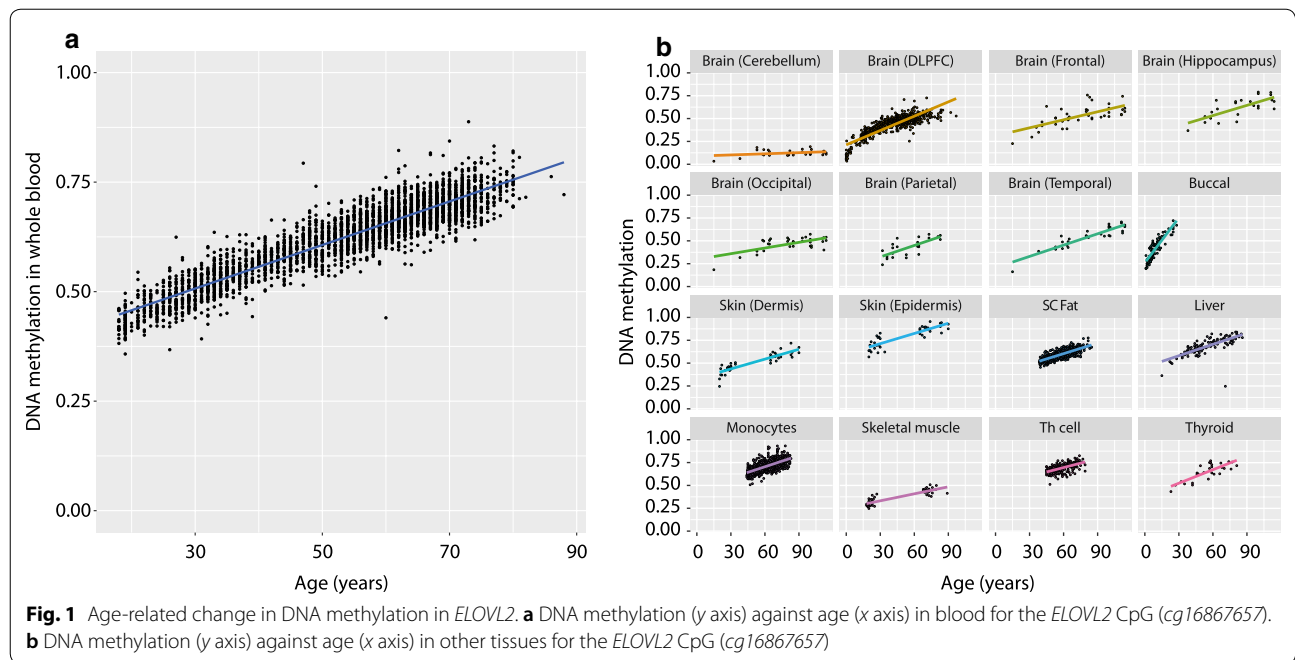 a
DNA methylation in whole blood
1.00
0.75
0.50
0.25
0.00
30 50 70 90
Age (years)
b
DNA methylation
Brain (Cerebellum) Brain (DLPFC) Brain (Frontal) Brain (Hippocampus)
1.00
0.75
0.50
0.25
0.00
Brain (Occipital) Brain (Parietal) Brain (Temporal) Buccal
1.00
0.75
0.50
0.25
0.00
Skin (Dermis) Skin (Epidermis) SC Fat Liver
1.00
0.75
0.50
0.25
0.00
Monocytes Skeletal muscle Th cell Thyroid
1.00
0.75
0.50
0.25
0.00
0 30 60 90 0 30 60 90 0 30 60 90 0 30 60 90
Age (years)
Fig. 1 Age-related change in DNA methylation in ELOVL2. a DNA methylation (y axis) against age (x axis) in blood for the ELOVL2 CpG (cg16867657).
b DNA methylation (y axis) against age (x axis) in other tissues for the ELOVL2 CpG (cg16867657)